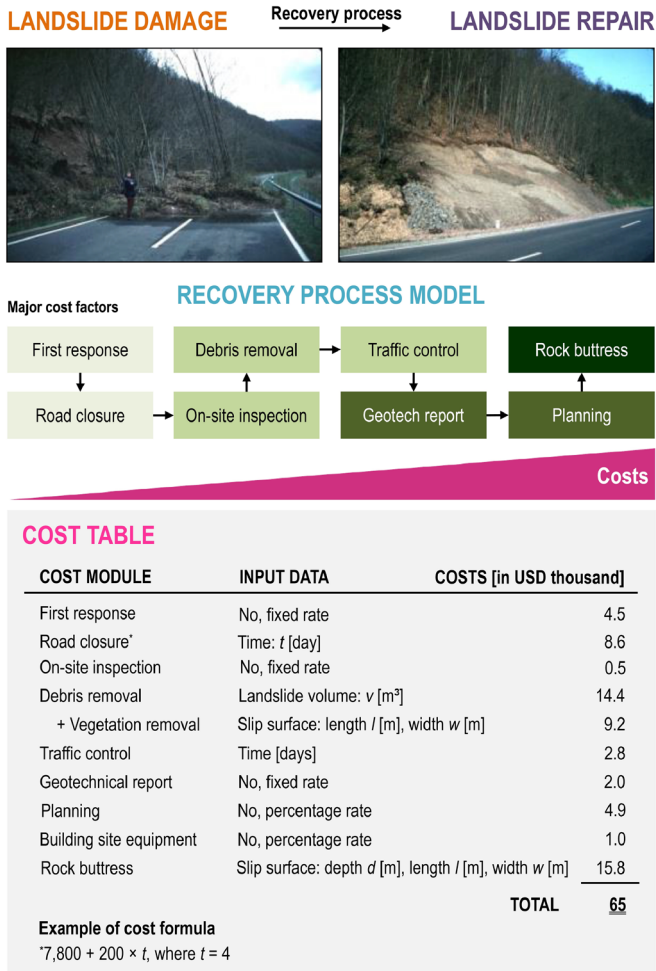 LANDSLIDE DAMAGE
Recovery process
LANDSLIDE REPAIR
RECOVERY PROCESS MODEL
Major cost factors
First response
Debris removal
Traffic control
Rock buttress
Road closure
On-site inspection
Geotech report
Planning
Costs
COST TABLE
COST MODULE INPUT DATA COSTS [in USD thousand]
First response No, fixed rate 4.5
Road closure* Time: t [day] 8.6
On-site inspection No, fixed rate 0.5
Debris removal Landslide volume: v [m³] 14.4
+ Vegetation removal Slip surface: length l [m], width w [m] 9.2
Traffic control Time [days] 2.8
Geotechnical report No, fixed rate 2.0
Planning No, percentage rate 4.9
Building site equipment No, percentage rate 1.0
Rock buttress Slip surface: depth d [m], length l [m], width w [m] 15.8
TOTAL 65
Example of cost formula
*7,800 + 200 × t, where t = 4